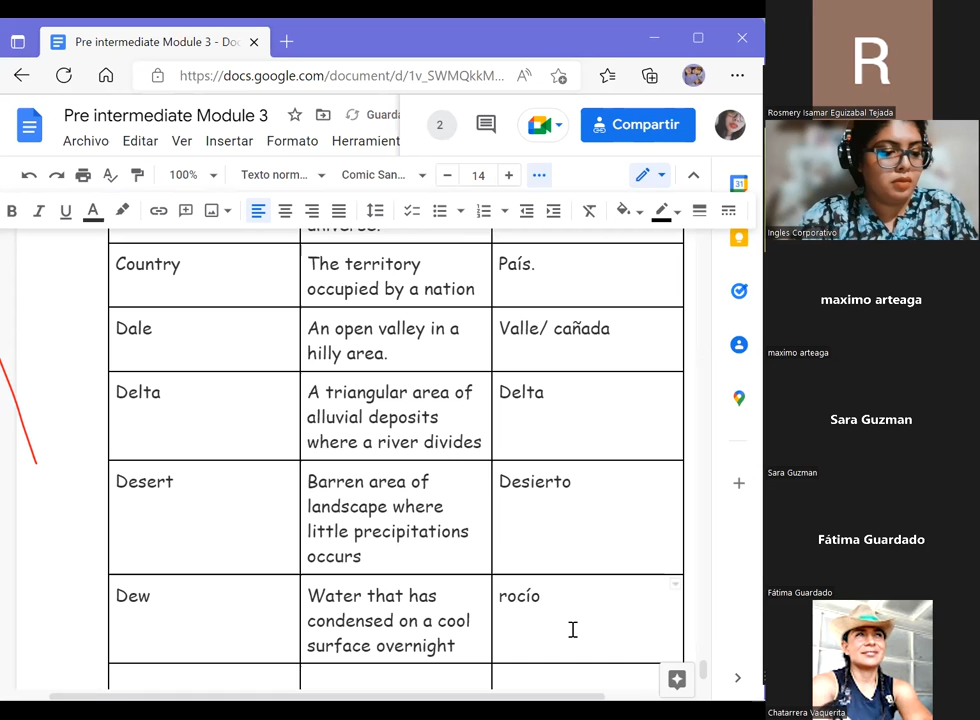 Pre intermediate Module 3 - Doc
https://docs.google.com/document/d/1v_SWMQkkM...
Pre intermediate Module 3
Guarda
Archivo Editar Ver Insertar Formato Herramient
2
Compartir
100% Texto norm... Comic San... 14
universe.
Country
The territory
occupied by a nation
País.
Dale
An open valley in a
hilly area.
Valle/ cañada
Delta
A triangular area of
alluvial deposits
where a river divides
Delta
Desert
Barren area of
landscape where
little precipitations
occurs
Desierto
Dew
Water that has
condensed on a cool
surface overnight
rocío
R
Rosmery Isamar Eguizabal Tejada
Ingles Corporativo
maximo arteaga
maximo arteaga
Sara Guzman
Sara Guzman
Fátima Guardado
Fátima Guardado
Chatarrera Vaquerita